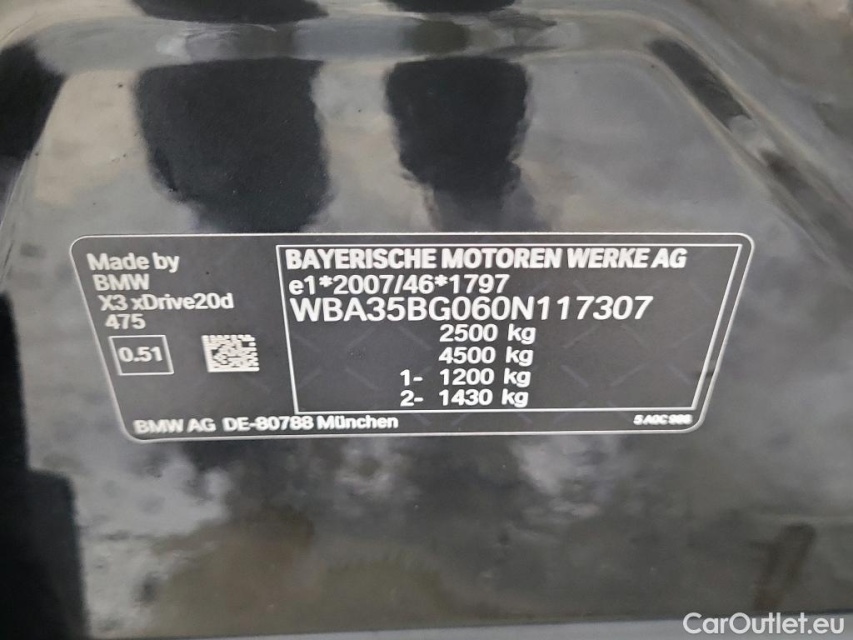 Made by
BMW
X3 xDrive20d
475
0.51
BAYERISCHE MOTOREN WERKE AG
e1*2007/46*1797
WBA35BG060N117307
2500 kg
4500 kg
1- 1200 kg
2- 1430 kg
BMW AG DE-80788 München
CarOutlet.eu